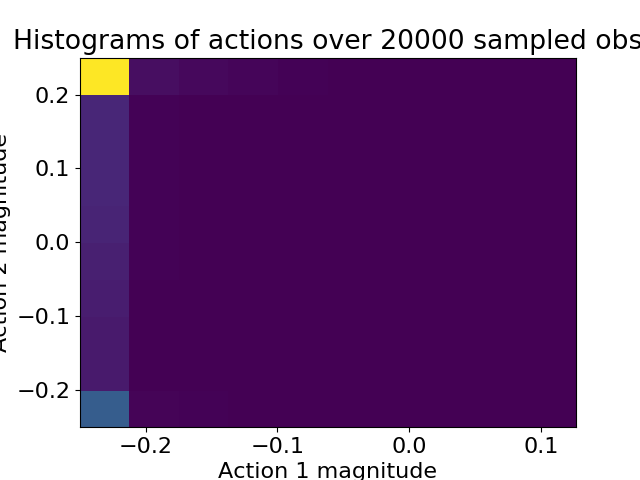 Histograms of actions over 20000 sampled obs
0.2
0.1
0.0
−0.1
−0.2
Action 2 magnitude
−0.2 −0.1 0.0 0.1
Action 1 magnitude